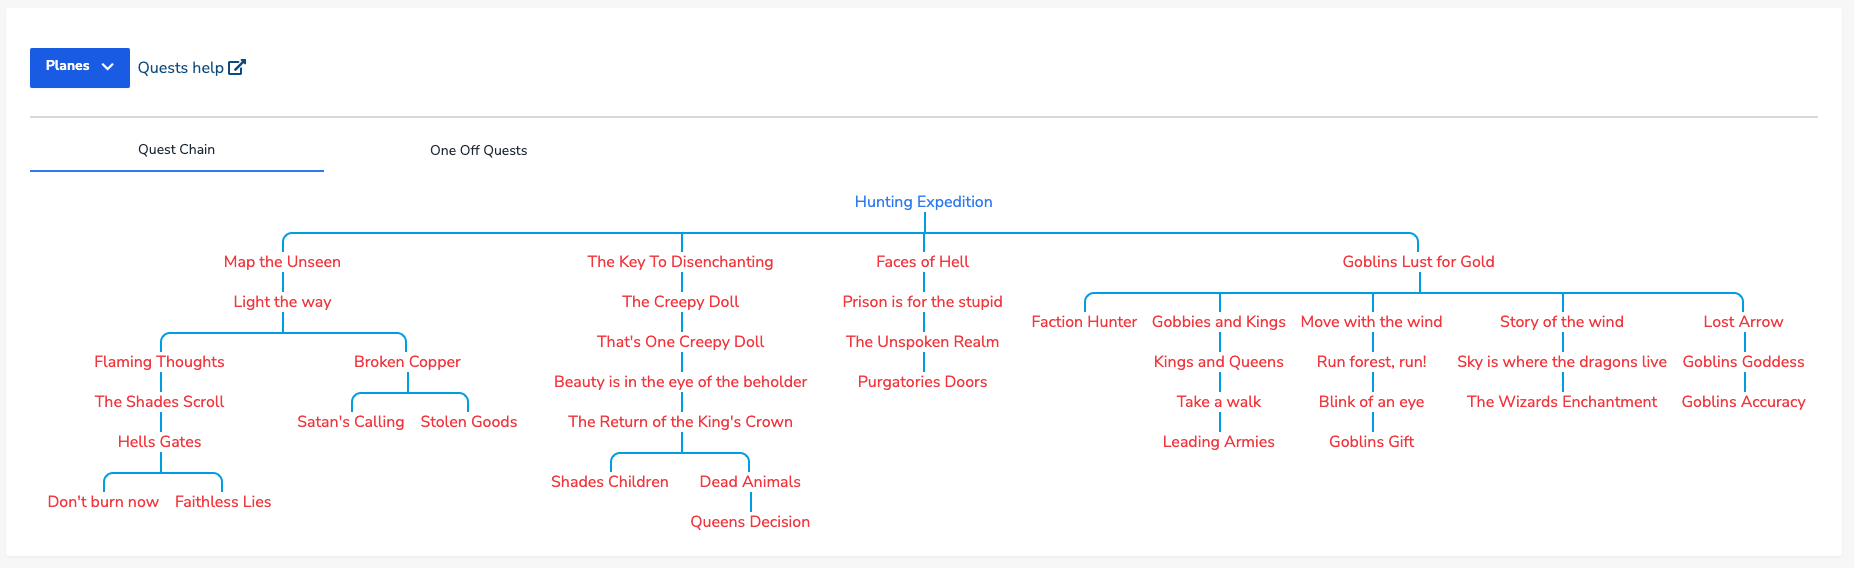 Planes
Quests help
Quest Chain
One Off Quests
Hunting Expedition
Map the Unseen
The Key To Disenchanting
Faces of Hell
Goblins Lust for Gold
Light the way
The Creepy Doll
Prison is for the stupid
Faction Hunter
Gobbies and Kings
Move with the wind
Story of the wind
Lost Arrow
That's One Creepy Doll
The Unspoken Realm
Flaming Thoughts
Broken Copper
Kings and Queens
Run forest, run!
Sky is where the dragons live
Goblins Goddess
Beauty is in the eye of the beholder
Purgatories Doors
The Shades Scroll
Take a walk
Blink of an eye
The Wizards Enchantment
Goblins Accuracy
Satan's Calling
Stolen Goods
The Return of the King's Crown
Hells Gates
Leading Armies
Goblins Gift
Shades Children
Dead Animals
Don't burn now
Faithless Lies
Queens Decision